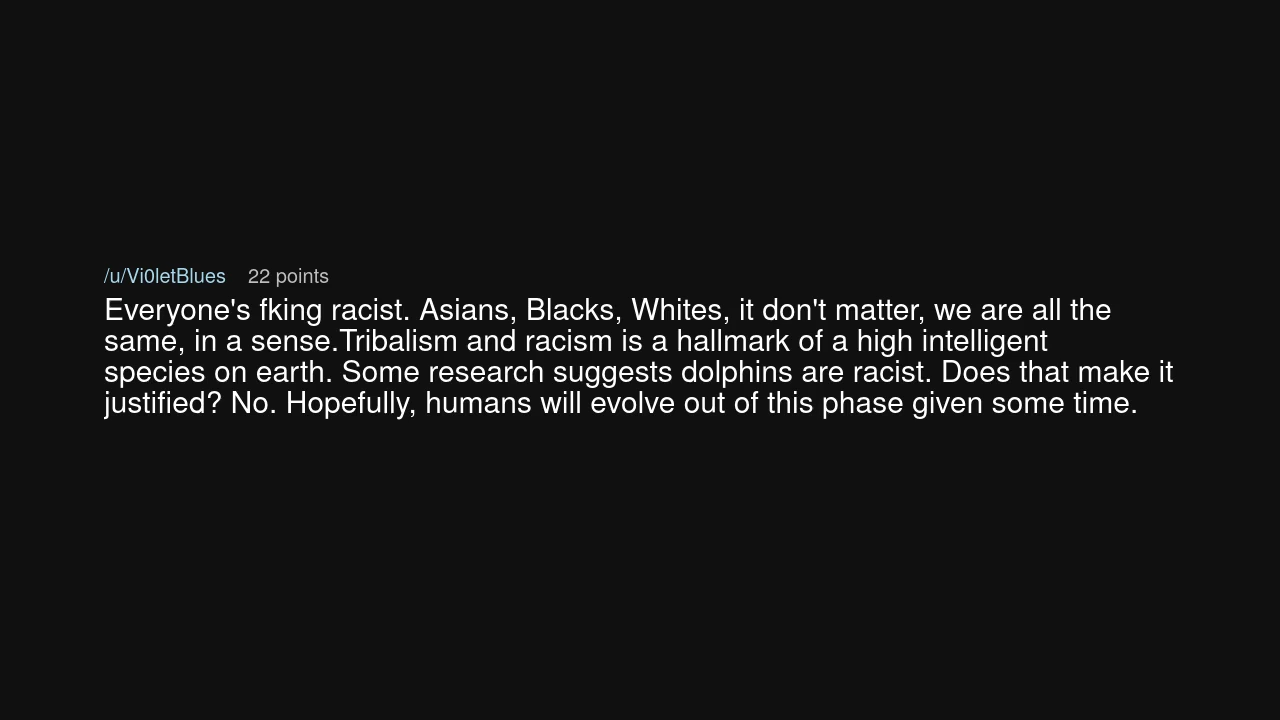 /u/Vi0letBlues 22 points
Everyone's fking racist. Asians, Blacks, Whites, it don't matter, we are all the
same, in a sense.Tribalism and racism is a hallmark of a high intelligent
species on earth. Some research suggests dolphins are racist. Does that make it
justified? No. Hopefully, humans will evolve out of this phase given some time.